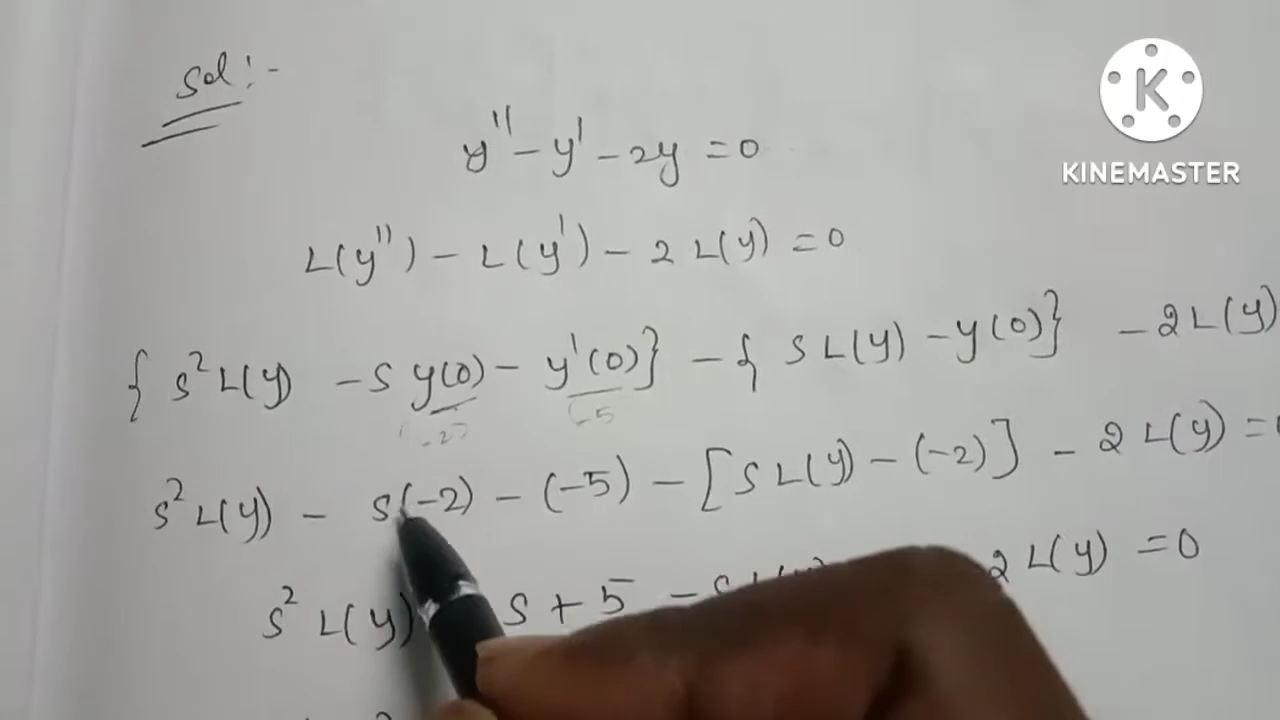 Sol :-
K
KINEMASTER
y'' - y' - 2y = 0
L(y'') - L(y') - 2 L(y) = 0
{ s² L(y) - s y(0) - y'(0) } - { s L(y) - y(0) } - 2 L(y)
(-2) (-5
s² L(y) - s(-2) - (-5) - [ s L(y) - (-2) ] - 2 L(y) =
s² L(y) s + 5 - 2 L(y) = 0